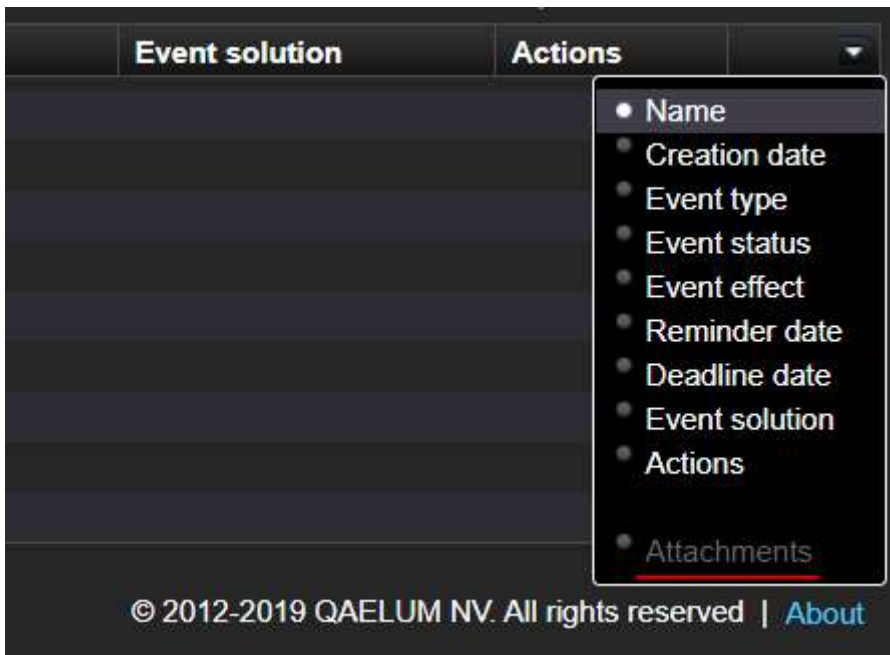 Event solution Actions
Name
Creation date
Event type
Event status
Event effect
Reminder date
Deadline date
Event solution
Actions
Attachments
© 2012-2019 QAELUM NV. All rights reserved | About